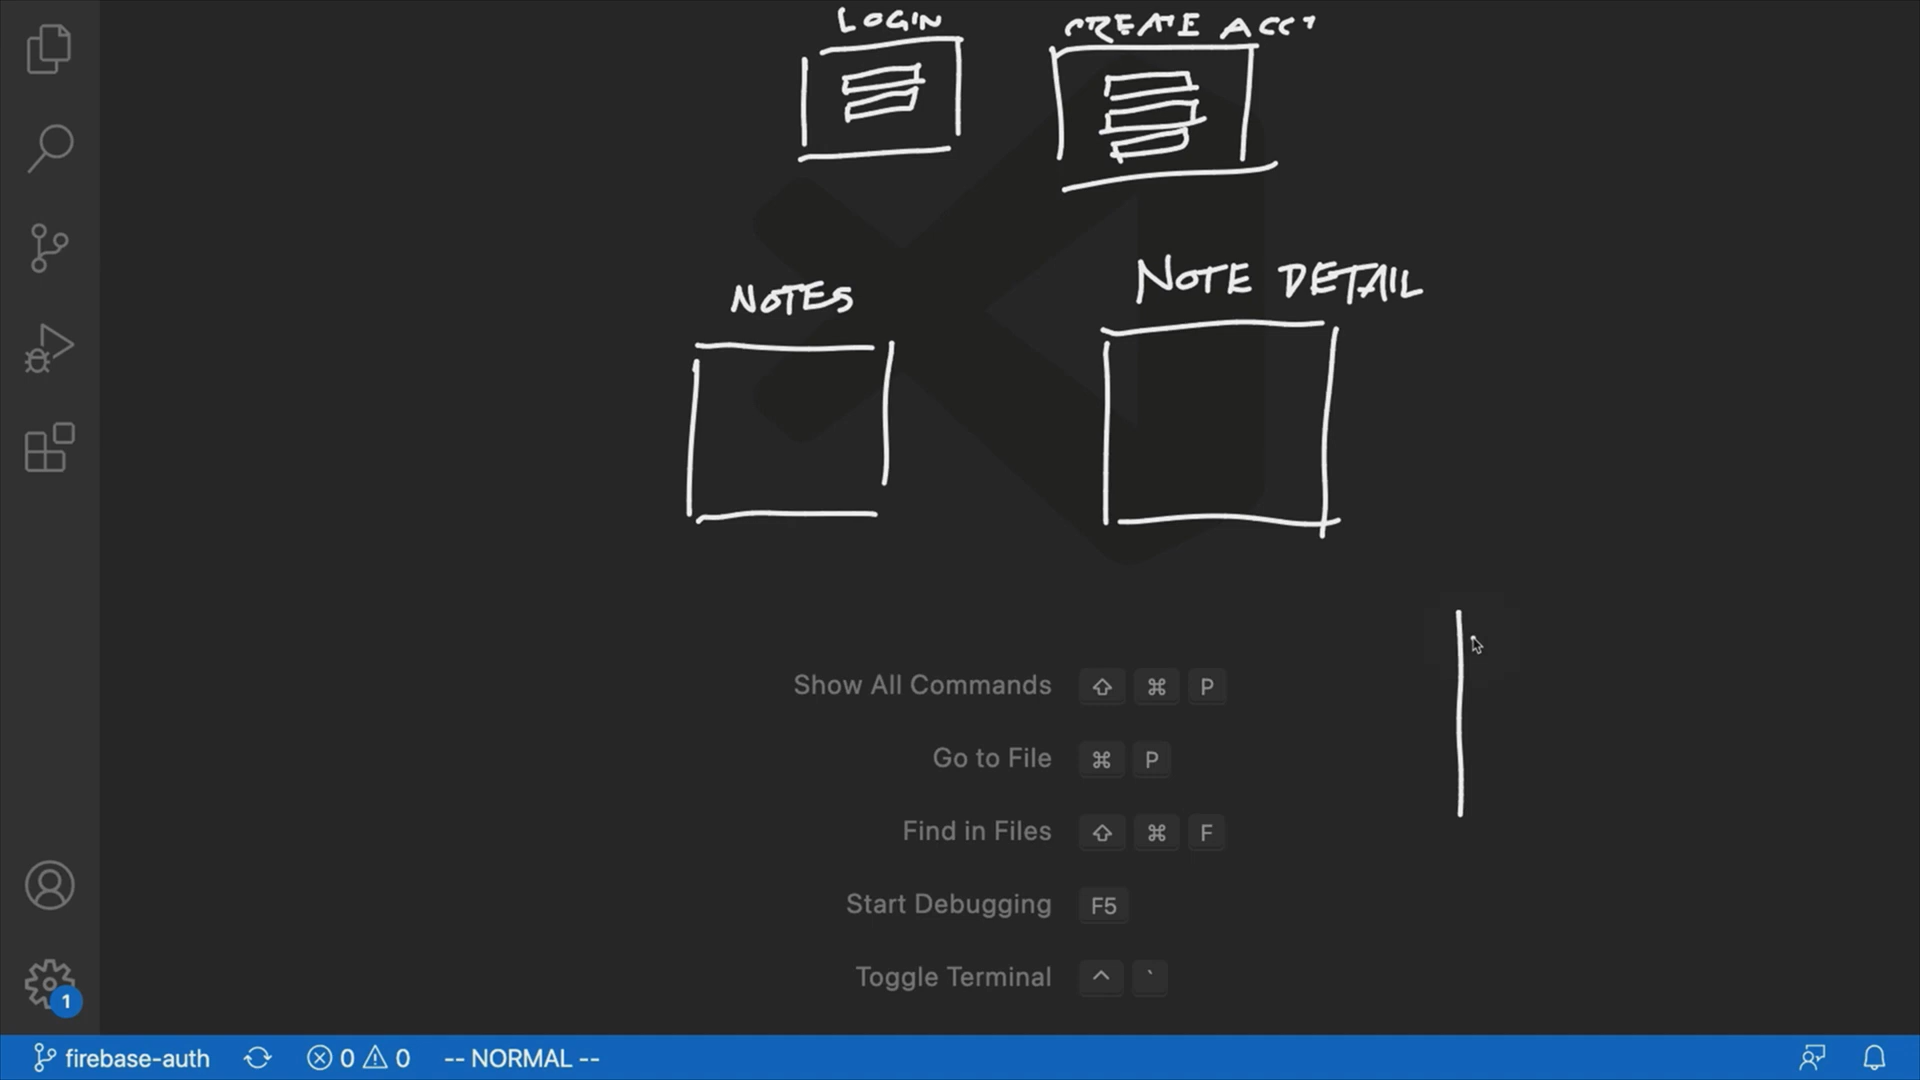 LOGIN
CREATE ACCT
NOTES
NOTE DETAIL
Show All Commands ⇧ ⌘ P
Go to File ⌘ P
Find in Files ⇧ ⌘ F
Start Debugging F5
Toggle Terminal ^ `
1
firebase-auth 0 0 -- NORMAL --